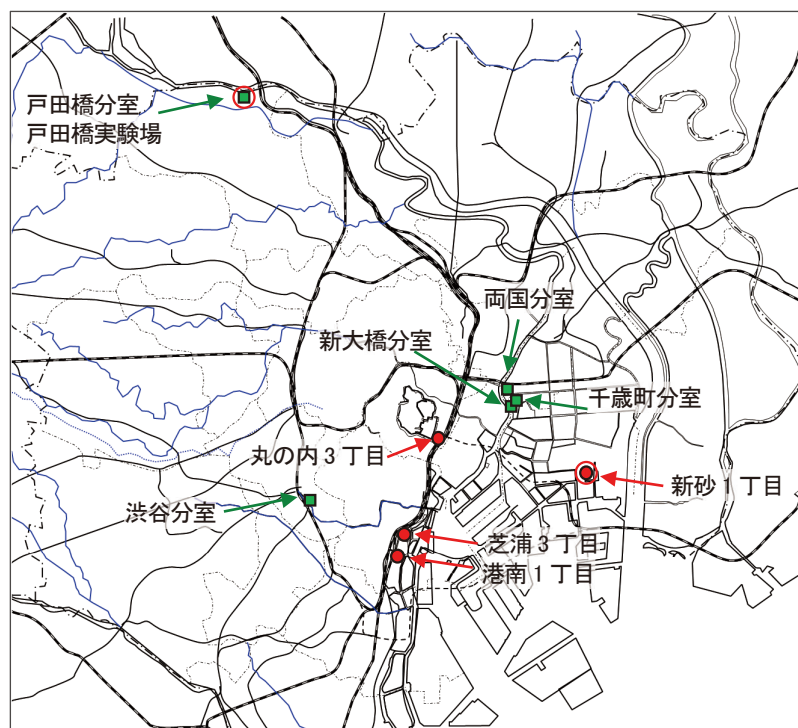 戸田橋分室,
戸田橋実験場
両国分室
新大橋分室
千歳町分室
丸の内3丁目
新砂1丁目
渋谷分室
芝浦3丁目
港南1丁目